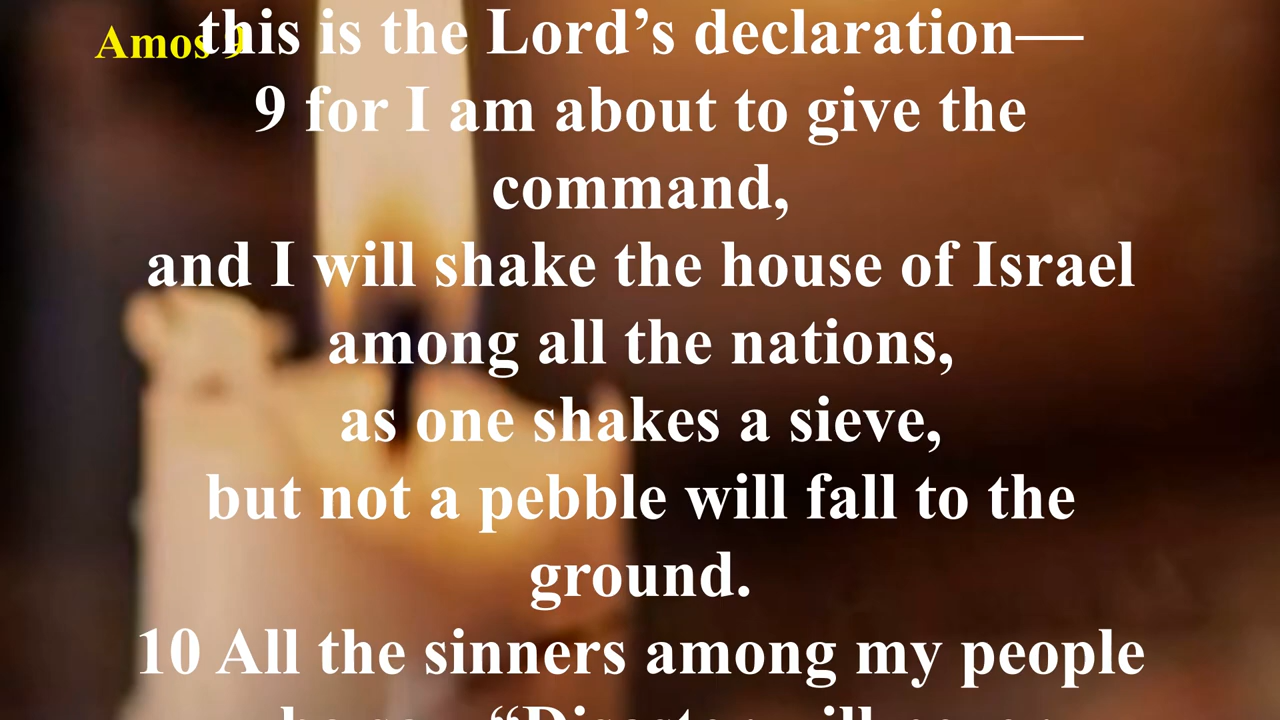 Amos 9
this is the Lord’s declaration—
9 for I am about to give the
command,
and I will shake the house of Israel
among all the nations,
as one shakes a sieve,
but not a pebble will fall to the
ground.
10 All the sinners among my people
“Disaster will